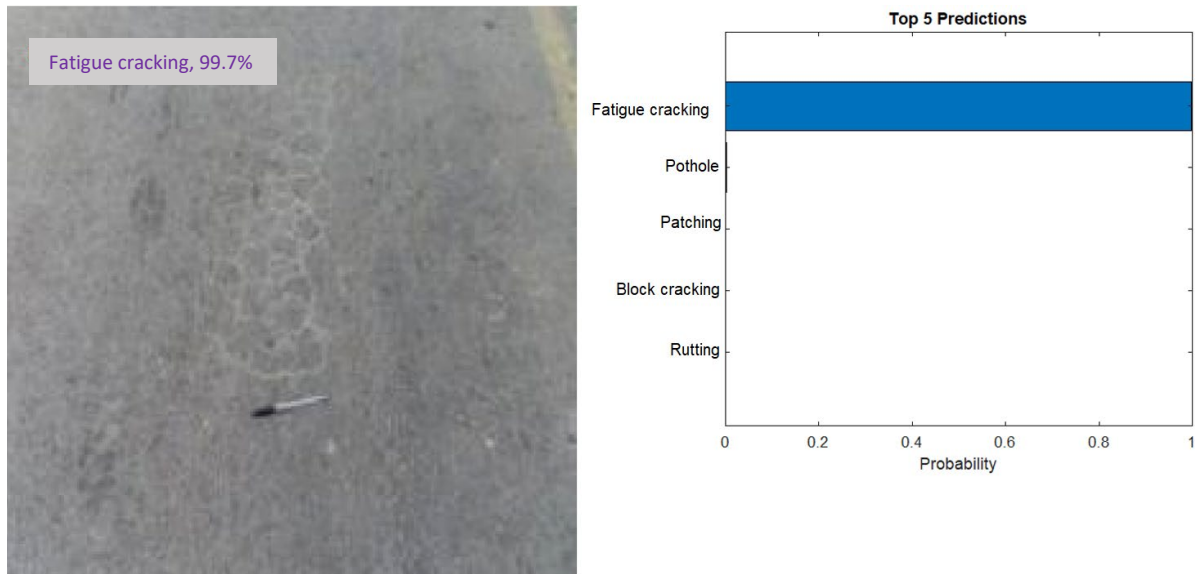 Fatigue cracking, 99.7%
Top 5 Predictions
Fatigue cracking
Pothole
Patching
Block cracking
Rutting
0 0.2 0.4 0.6 0.8 1
Probability